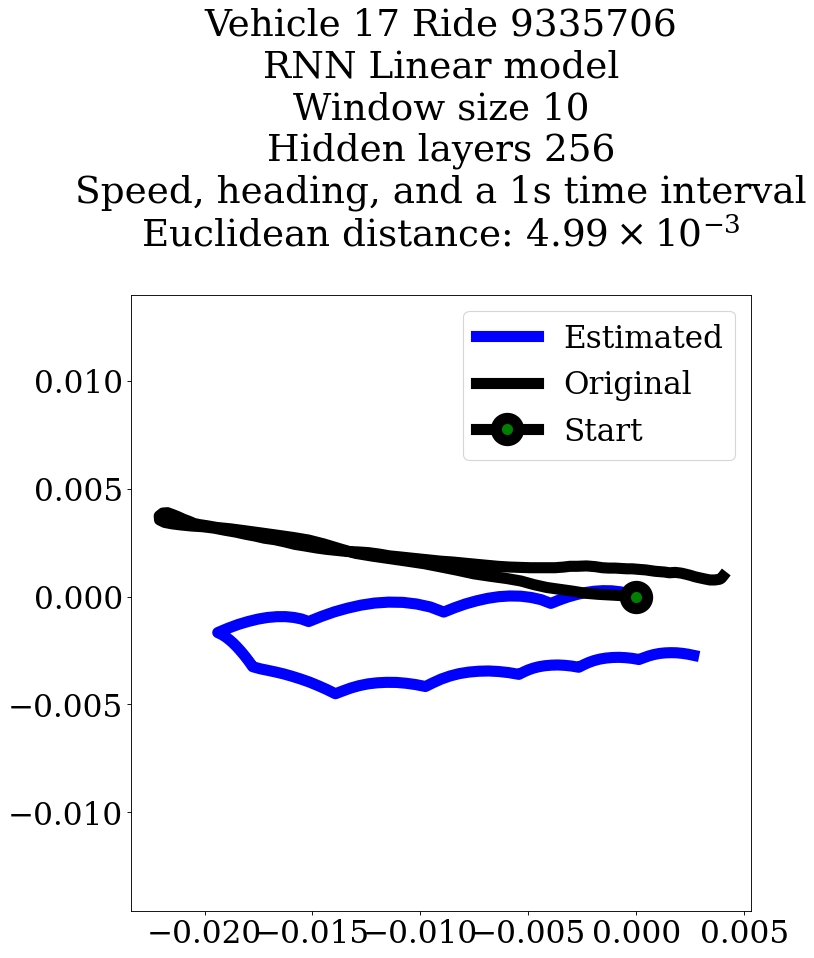 Vehicle 17 Ride 9335706
RNN Linear model
Window size 10
Hidden layers 256
Speed, heading, and a 1s time interval
Euclidean distance: 4.99 × 10⁻³
Estimated
Original
Start
0.010
0.005
0.000
−0.005
−0.010
−0.020 −0.015 −0.010 −0.005 0.000 0.005